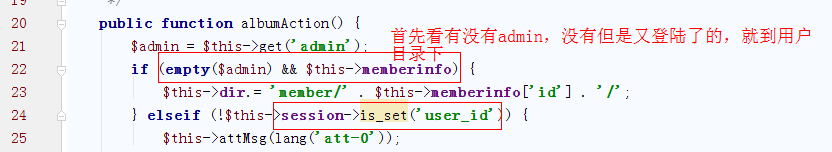 19 */
20 public function albumAction() {
首先看有没有admin，没有但是又登陆了的，就到用户
目录下
21 $admin = $this->get('admin');
22 if (empty($admin) && $this->memberinfo) {
23 $this->dir.= 'member/' . $this->memberinfo['id'] . '/';
24 } elseif (!$this->session->is_set('user_id')) {
25 $this->attMsg(lang('att-0'));